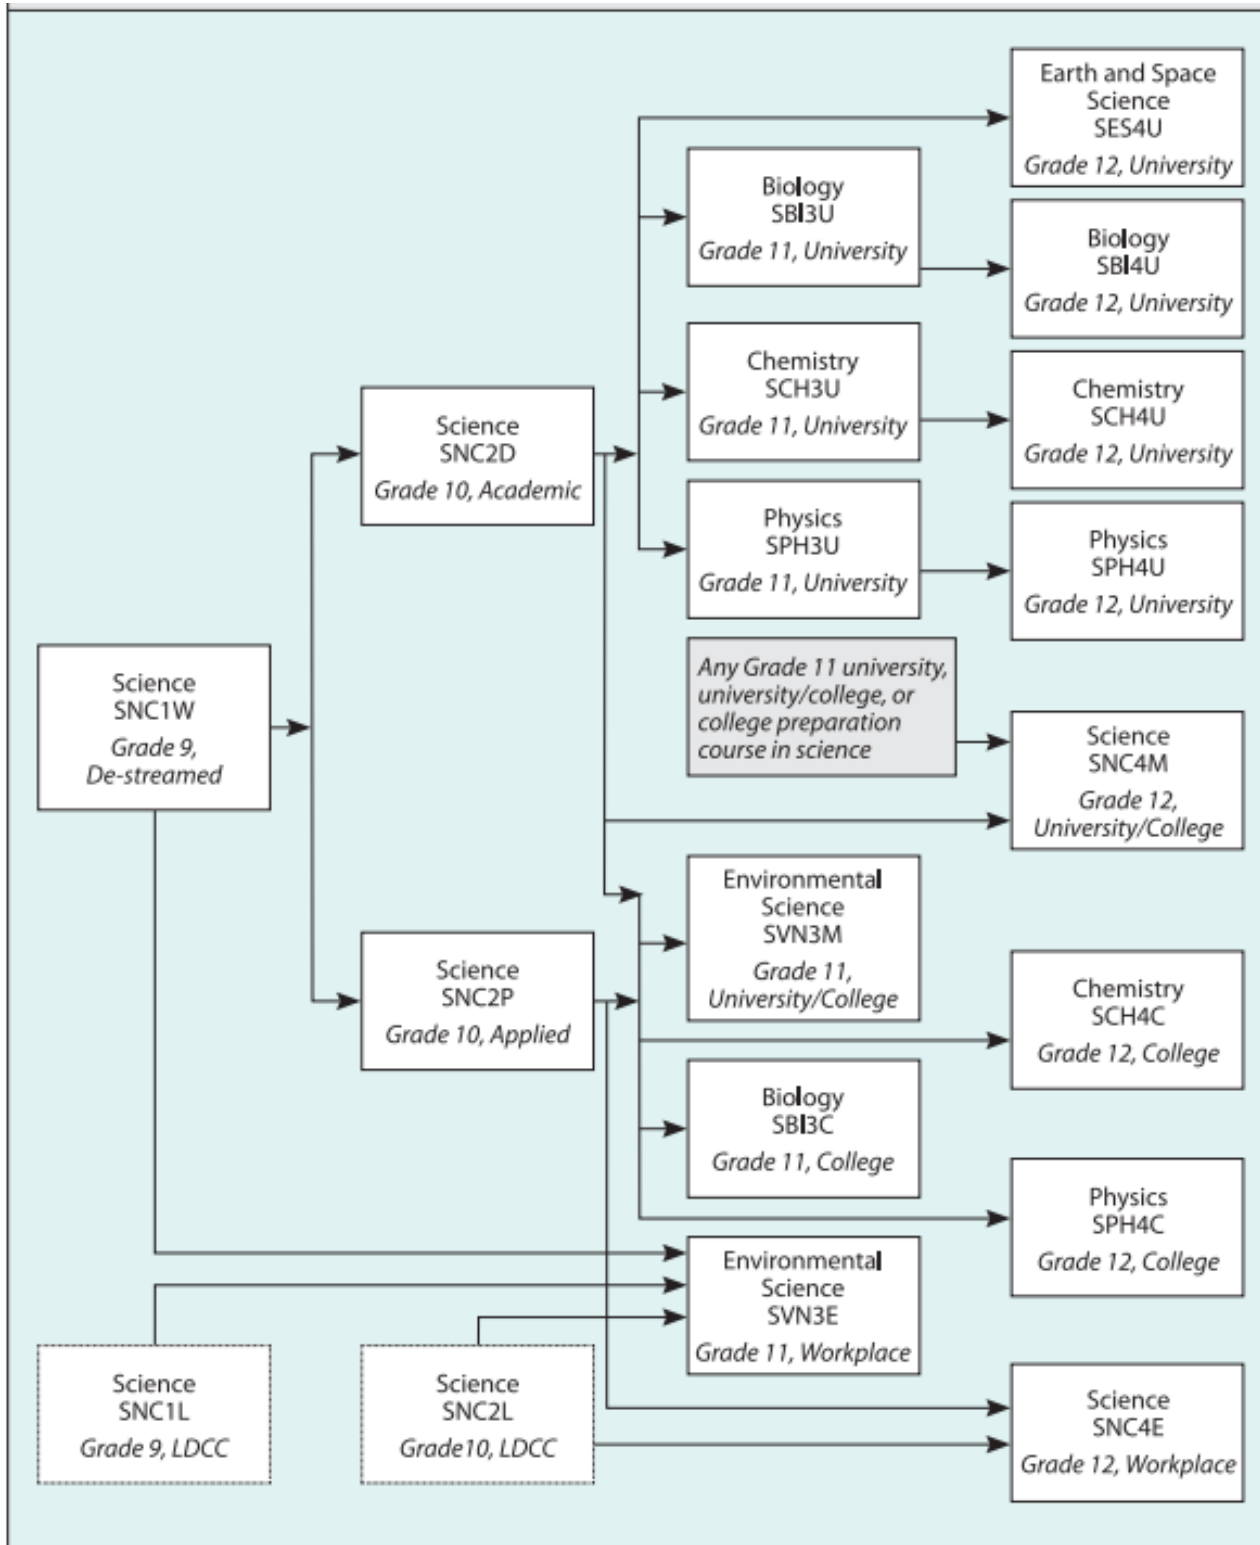 Earth and Space
Science
SES4U
Grade 12, University
Biology
SBI3U
Grade 11, University
Biology
SBI4U
Grade 12, University
Chemistry
SCH3U
Grade 11, University
Chemistry
SCH4U
Grade 12, University
Science
SNC2D
Grade 10, Academic
Physics
SPH3U
Grade 11, University
Physics
SPH4U
Grade 12, University
Science
SNC1W
Grade 9,
De-streamed
Any Grade 11 university,
university/college, or
college preparation
course in science
Science
SNC4M
Grade 12,
University/College
Environmental
Science
SVN3M
Grade 11,
University/College
Science
SNC2P
Grade 10, Applied
Chemistry
SCH4C
Grade 12, College
Biology
SBI3C
Grade 11, College
Physics
SPH4C
Grade 12, College
Environmental
Science
SVN3E
Grade 11, Workplace
Science
SNC1L
Grade 9, LDCC
Science
SNC2L
Grade10, LDCC
Science
SNC4E
Grade 12, Workplace